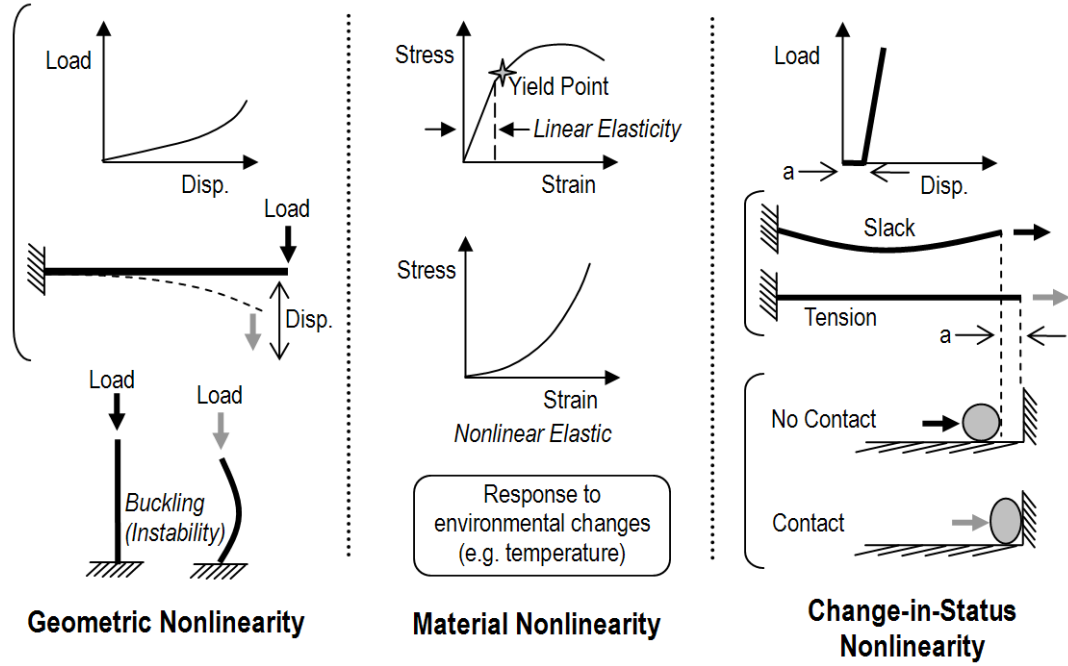 Load
Disp.
Load
Disp.
Load
Load
Buckling
(Instability)
Geometric Nonlinearity
Stress
Yield Point
Linear Elasticity
Strain
Stress
Strain
Nonlinear Elastic
Response to
environmental changes
(e.g. temperature)
Material Nonlinearity
Load
a
Disp.
Slack
Tension
a
No Contact
Contact
Change-in-Status
Nonlinearity